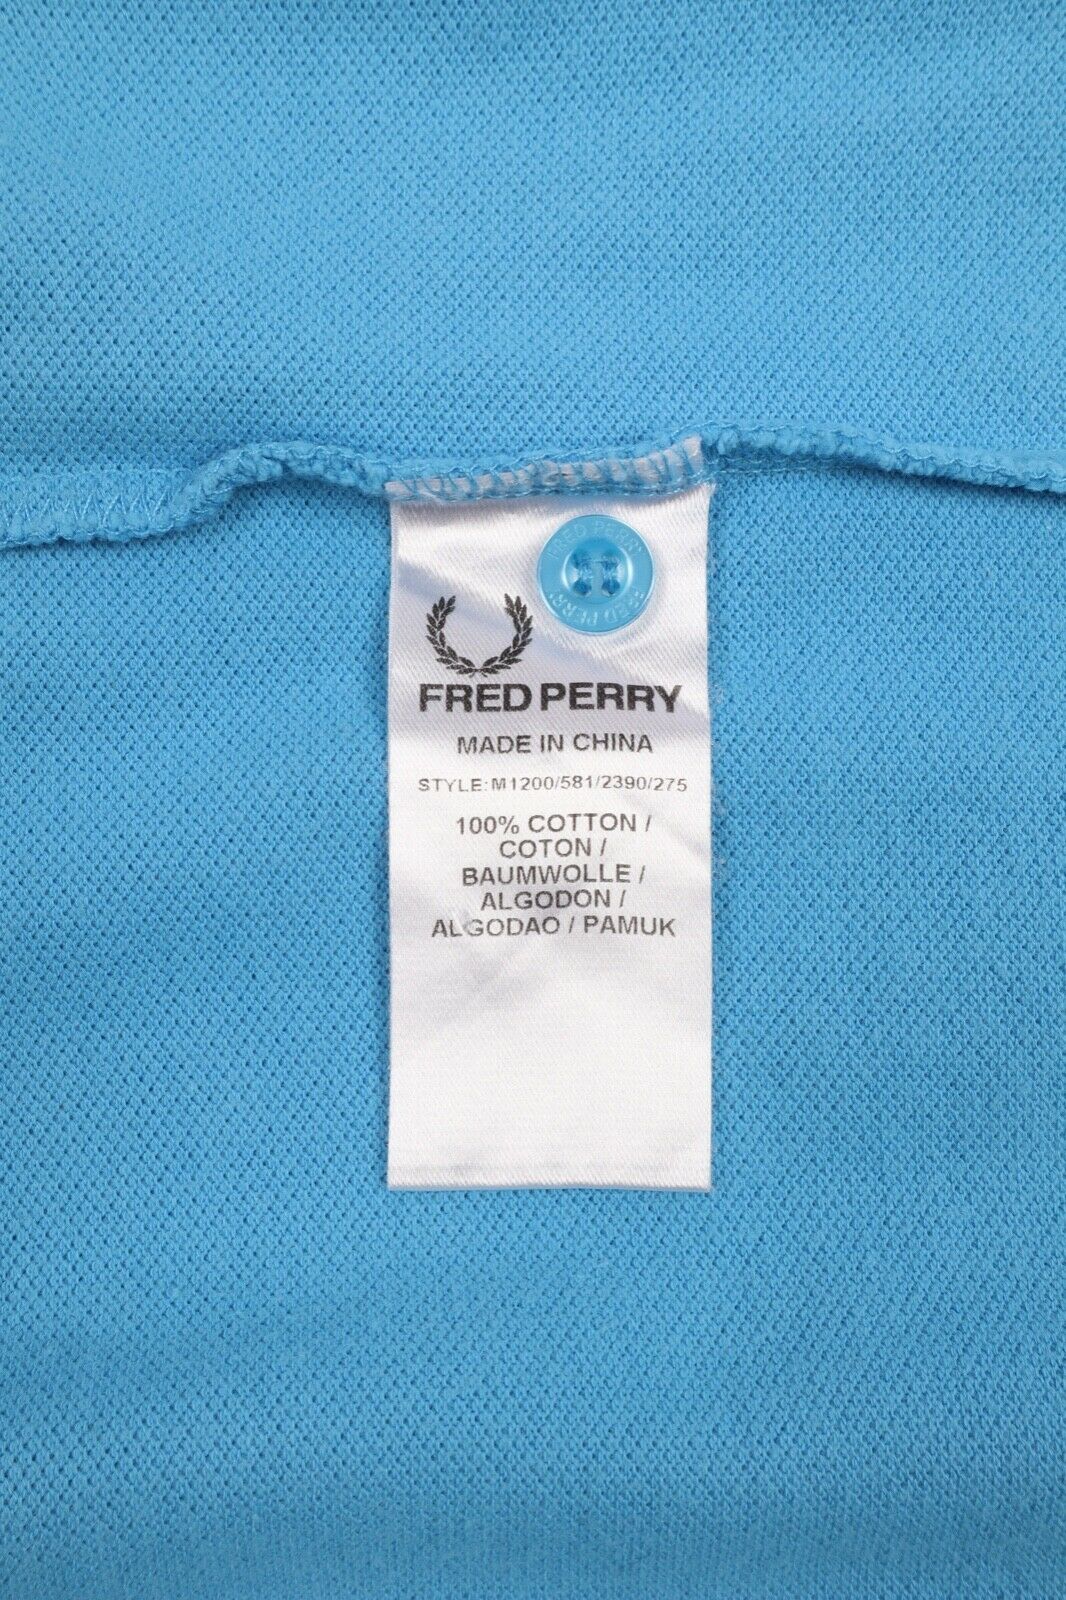 FRED PERRY
FRED PERRY
FRED PERRY
MADE IN CHINA
STYLE:M1200/581/2390/275
100% COTTON /
COTON /
BAUMWOLLE /
ALGODON /
ALGODAO / PAMUK